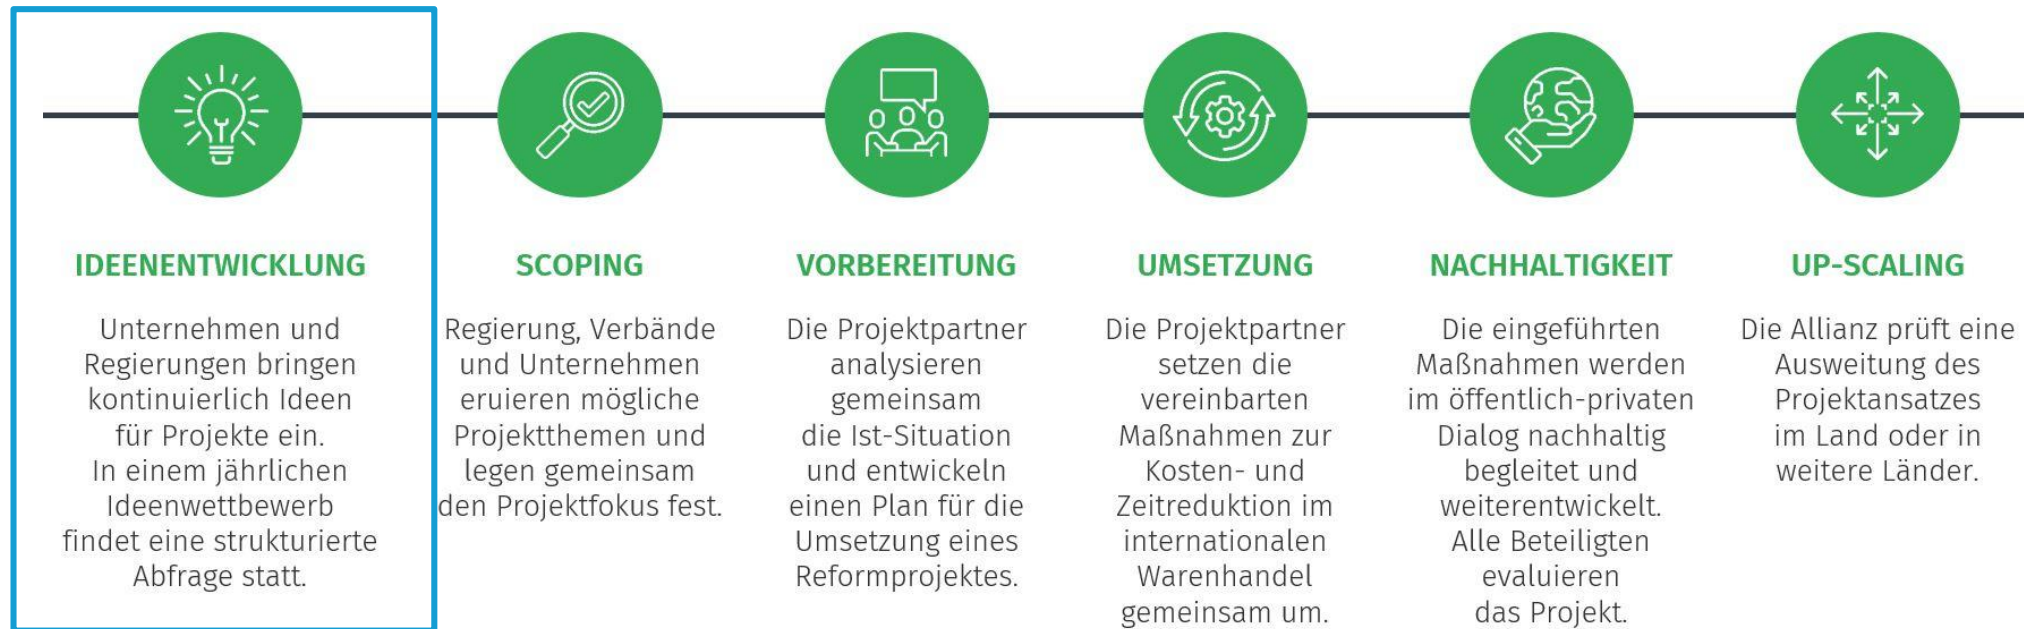 IDEENENTWICKLUNG
Unternehmen und
Regierungen bringen
kontinuierlich Ideen
für Projekte ein.
In einem jährlichen
Ideenwettbewerb
findet eine strukturierte
Abfrage statt.
SCOPING
Regierung, Verbände
und Unternehmen
eruieren mögliche
Projektthemen und
legen gemeinsam
den Projektfokus fest.
VORBEREITUNG
Die Projektpartner
analysieren
gemeinsam
die Ist-Situation
und entwickeln
einen Plan für die
Umsetzung eines
Reformprojektes.
UMSETZUNG
Die Projektpartner
setzen die
vereinbarten
Maßnahmen zur
Kosten- und
Zeitreduktion im
internationalen
Warenhandel
gemeinsam um.
NACHHALTIGKEIT
Die eingeführten
Maßnahmen werden
im öffentlich-privaten
Dialog nachhaltig
begleitet und
weiterentwickelt.
Alle Beteiligten
evaluieren
das Projekt.
UP-SCALING
Die Allianz prüft eine
Ausweitung des
Projektansatzes
im Land oder in
weitere Länder.